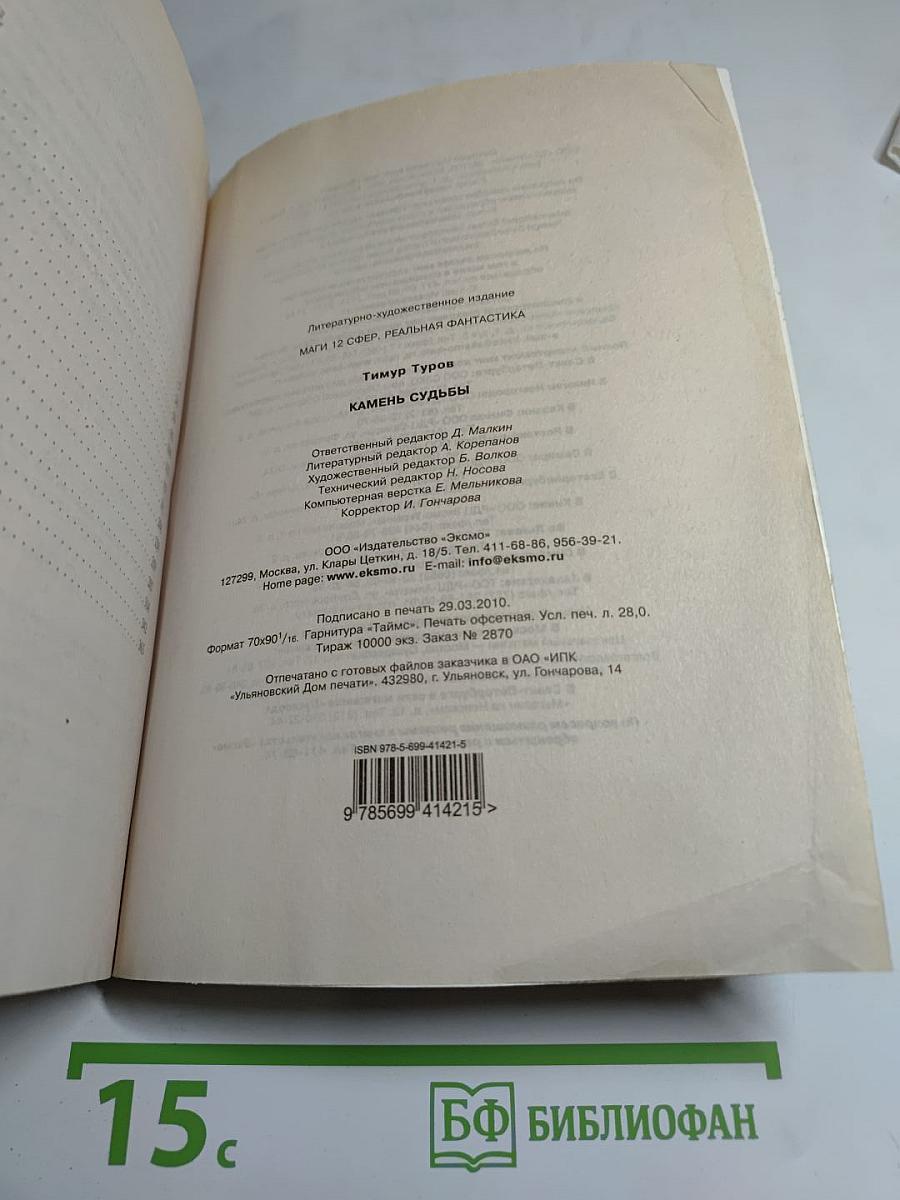 Литературно-художественное издание
МАГИ 12 СФЕР. РЕАЛЬНАЯ ФАНТАСТИКА
Тимур Туров
КАМЕНЬ СУДЬБЫ
Ответственный редактор Д. Малкин
Литературный редактор А. Корепанов
Художественный редактор Б. Волков
Технический редактор Н. Носова
Компьютерная верстка Е. Мельникова
Корректор И. Гончарова
ООО «Издательство «Эксмо»
127299, Москва, ул. Клары Цеткин, д. 18/5. Тел. 411-68-86, 956-39-21.
Home page: www.eksmo.ru E-mail: info@eksmo.ru
Подписано в печать 29.03.2010.
Формат 70x90 1/16. Гарнитура «Таймс». Печать офсетная. Усл. печ. л. 28,0.
Тираж 10000 экз. Заказ № 2870
Отпечатано с готовых файлов заказчика в ОАО «ИПК
«Ульяновский Дом печати». 432980, г. Ульяновск, ул. Гончарова, 14
ISBN 978-5-699-41421-5
9 785699 414215 >
15 с
БФ БИБЛИОФАН